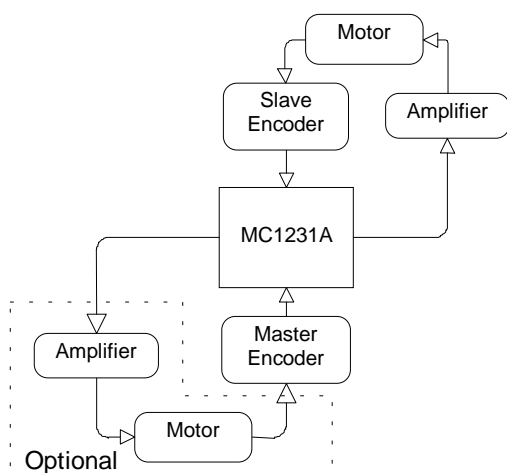 Motor
Slave
Encoder
Amplifier
MC1231A
Master
Encoder
Amplifier
Motor
Optional